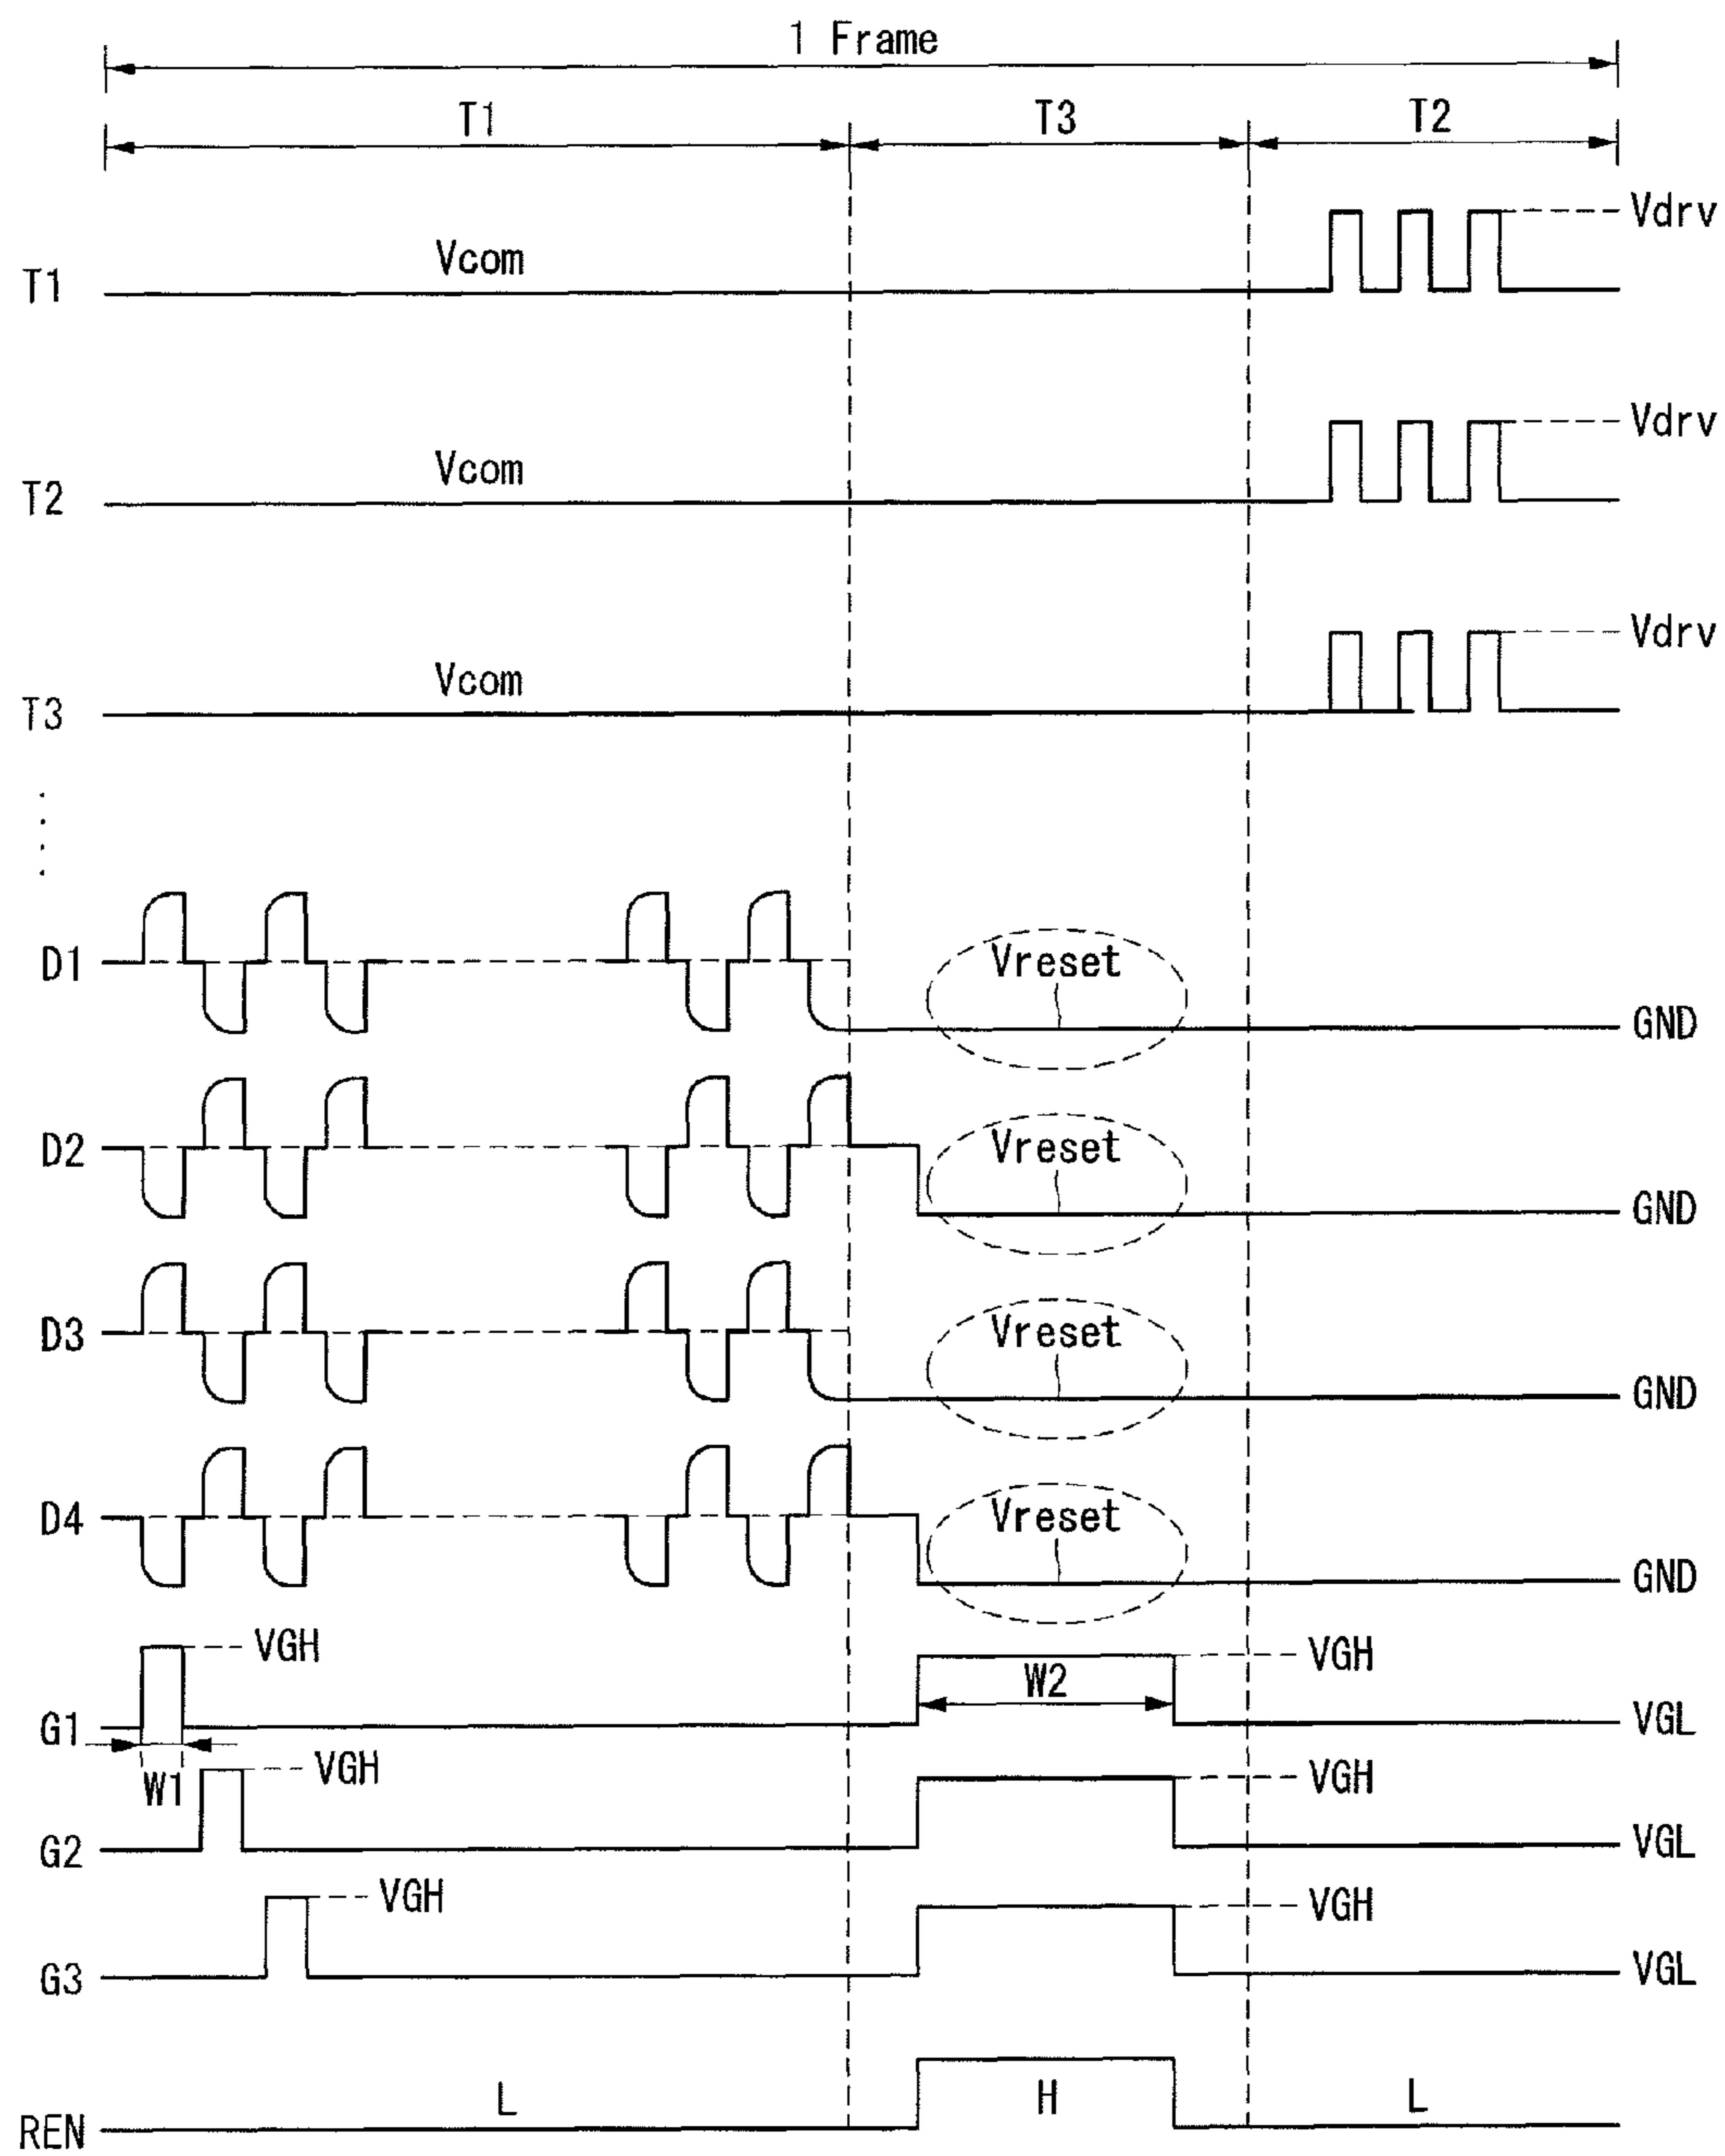 1 Frame
T1 T3 T2
Vdrv
Vcom
T1
Vdrv
Vcom
T2
Vdrv
Vcom
T3
D1 Vreset GND
D2 Vreset GND
D3 Vreset GND
D4 Vreset GND
VGH VGH
W2
G1 VGL
W1 VGH VGH
G2 VGL
VGH VGH
G3 VGL
L H L
REN